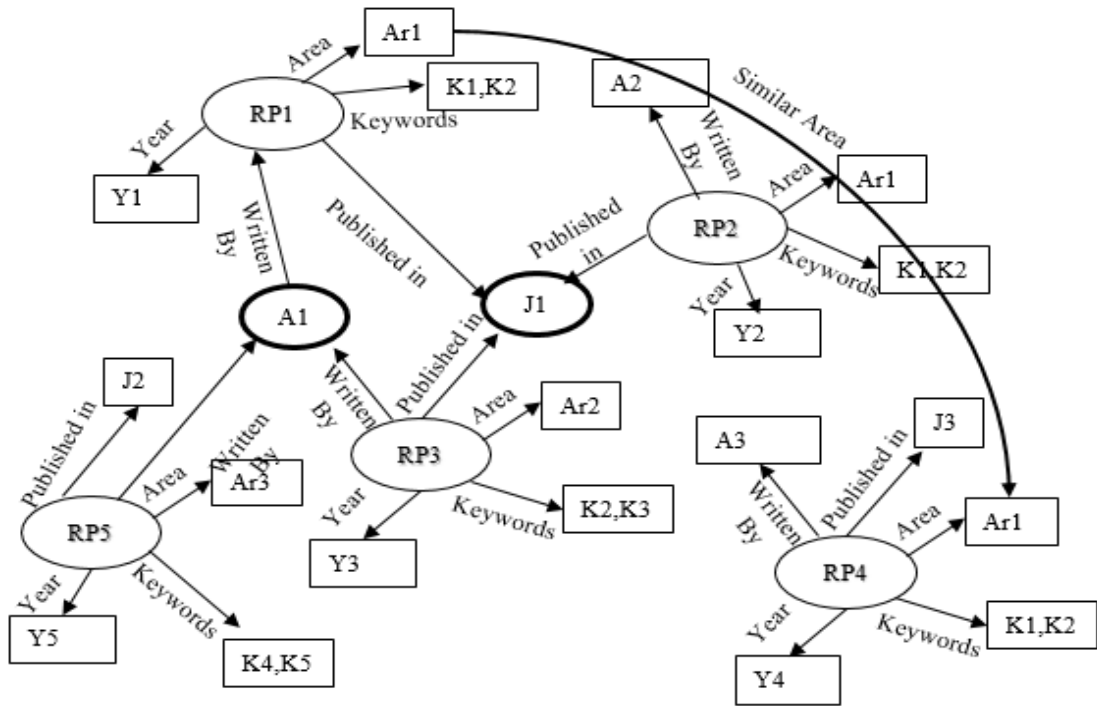 Ar1
Area
K1,K2
RP1
Keywords
Year
Y1
Similar Area
A2
Written
By
Area
Ar1
RP2
Published
in
Keywords
K1,K2
Year
Y2
Written
By
Published in
A1
J1
J2
Published in
Written
By
Published in
Area
Ar2
RP3
Year
Keywords
K2,K3
Y3
Written
By
Area
Ar3
RP5
Year
Keywords
Y5
K4,K5
A3
J3
Published in
Written
By
Area
Ar1
RP4
Year
Keywords
K1,K2
Y4